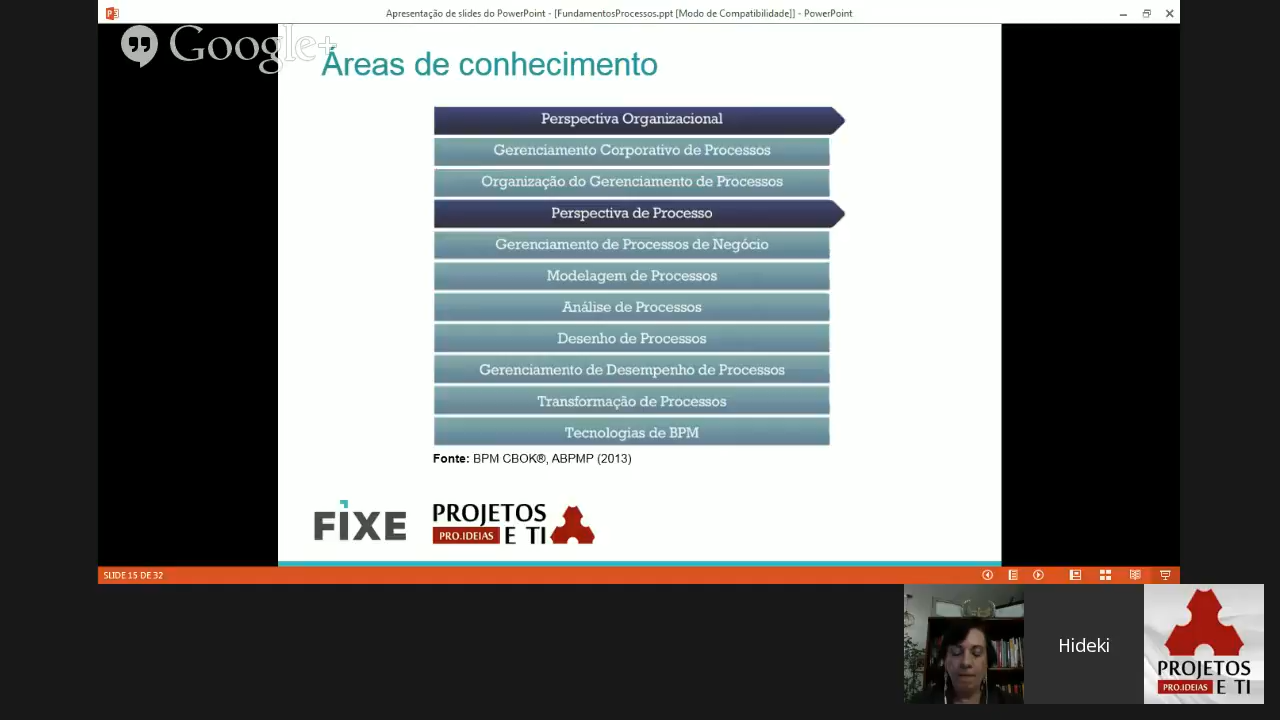 Apresentação de slides do PowerPoint - [FundamentosProcessos.ppt [Modo de Compatibilidade]] - PowerPoint
Google+
Áreas de conhecimento
Perspectiva Organizacional
Gerenciamento Corporativo de Processos
Organização do Gerenciamento de Processos
Perspectiva de Processo
Gerenciamento de Processos de Negócio
Modelagem de Processos
Análise de Processos
Desenho de Processos
Gerenciamento de Desempenho de Processos
Transformação de Processos
Tecnologias de BPM
Fonte: BPM CBOK®, ABPMP (2013)
FIXE
PROJETOS
PRO.IDEIAS E TI
SLIDE 15 DE 32
Hideki
PROJETOS
PRO.IDEIAS E TI